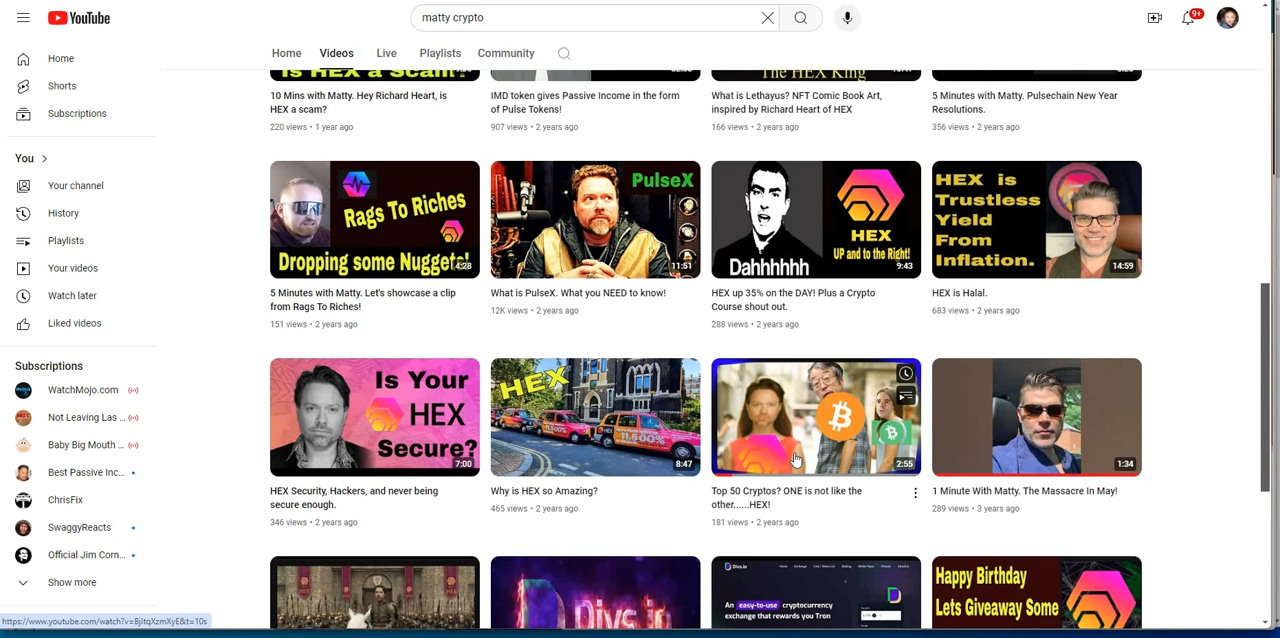 YouTube
matty crypto
9+
Home
Videos
Live
Playlists
Community
Home
Shorts
Subscriptions
You
Your channel
History
Playlists
Your videos
Watch later
Liked videos
Subscriptions
WatchMojo.com
Not Leaving Las ...
Baby Big Mouth ...
Best Passive Inc...
ChrisFix
SwaggyReacts
Official Jim Corn...
Show more
https://www.youtube.com/watch?v=BjItqXzmXyE&t=10s
Is HEX a Scam?
The HEX King
10 Mins with Matty. Hey Richard Heart, is
HEX a scam?
220 views • 1 year ago
IMD token gives Passive Income in the form
of Pulse Tokens!
907 views • 2 years ago
What is Lethayus? NFT Comic Book Art,
inspired by Richard Heart of HEX
166 views • 2 years ago
5 Minutes with Matty. Pulsechain New Year
Resolutions.
356 views • 2 years ago
Rags To Riches
Dropping some Nuggets!
4:28
5 Minutes with Matty. Let's showcase a clip
from Rags To Riches!
151 views • 2 years ago
PulseX
11:51
What is PulseX. What you NEED to know!
12K views • 2 years ago
Dahhhhhh
HEX
UP and to the Right!
9:43
HEX up 35% on the DAY! Plus a Crypto
Course shout out.
288 views • 2 years ago
HEX is
Trustless
Yield
From
Inflation.
14:59
HEX is Halal.
683 views • 2 years ago
Is Your
HEX
Secure?
7:00
HEX Security, Hackers, and never being
secure enough.
346 views • 2 years ago
HEX
11,500%
8:47
Why is HEX so Amazing?
465 views • 2 years ago
2:55
Top 50 Cryptos? ONE is not like the
other......HEX!
181 views • 2 years ago
1:34
1 Minute With Matty. The Massacre In May!
289 views • 3 years ago
Divs.io
Divs.io
An easy-to-use cryptocurrency
exchange that rewards you Tron
Happy Birthday
Lets Giveaway Some